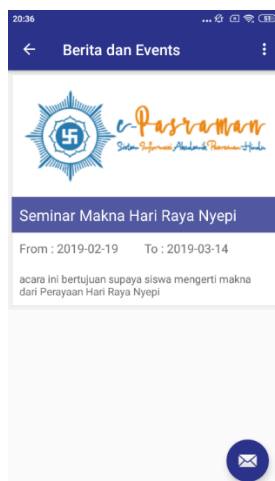 20:36
Berita dan Events
e-Pasraman
Sistem Informasi Akademik Pasraman Hindu
Seminar Makna Hari Raya Nyepi
From : 2019-02-19 To : 2019-03-14
acara ini bertujuan supaya siswa mengerti makna
dari Perayaan Hari Raya Nyepi